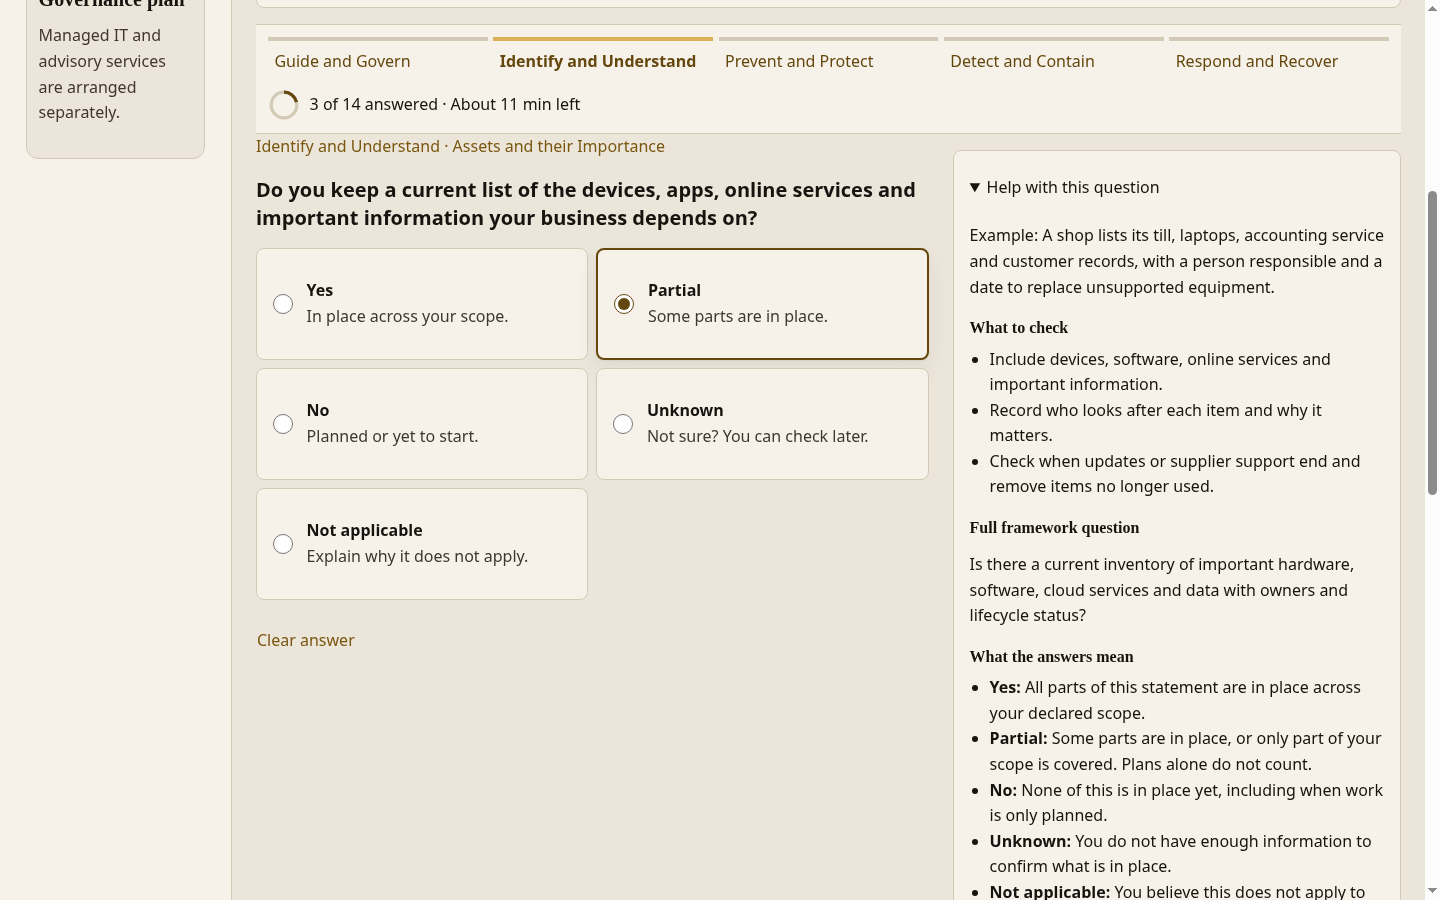 Governance plan
Managed IT and
advisory services
are arranged
separately.
Guide and Govern
Identify and Understand
Prevent and Protect
Detect and Contain
Respond and Recover
3 of 14 answered · About 11 min left
Identify and Understand · Assets and their Importance
Do you keep a current list of the devices, apps, online services and
important information your business depends on?
Yes
In place across your scope.
Partial
Some parts are in place.
No
Planned or yet to start.
Unknown
Not sure? You can check later.
Not applicable
Explain why it does not apply.
Clear answer
▼ Help with this question
Example: A shop lists its till, laptops, accounting service
and customer records, with a person responsible and a
date to replace unsupported equipment.
What to check
• Include devices, software, online services and
important information.
• Record who looks after each item and why it
matters.
• Check when updates or supplier support end and
remove items no longer used.
Full framework question
Is there a current inventory of important hardware,
software, cloud services and data with owners and
lifecycle status?
What the answers mean
• Yes: All parts of this statement are in place across
your declared scope.
• Partial: Some parts are in place, or only part of your
scope is covered. Plans alone do not count.
• No: None of this is in place yet, including when work
is only planned.
• Unknown: You do not have enough information to
confirm what is in place.
• Not applicable: You believe this does not apply to